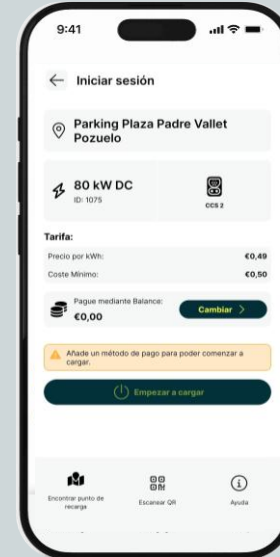 9:41
Iniciar sesión
Parking Plaza Padre Vallet
Pozuelo
80 kW DC
ID: 1075
CCS 2
Tarifa:
Precio por kWh: €0,49
Coste Mínimo: €0,50
Pague mediante Balance:
€0,00
Cambiar >
Añade un método de pago para poder comenzar a
cargar.
Empezar a cargar
Encontrar punto de
recarga
Escanear QR
Ayuda